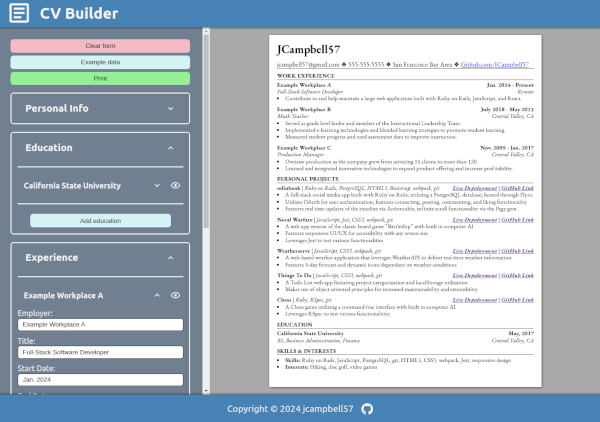 CV Builder
Clear form
Example data
Print
Personal Info
Education
California State University
Add education
Experience
Example Workplace A
Employer:
Example Workplace A
Title:
Full-Stack Software Developer
Start Date:
Jan. 2024
JCampbell57
jcampbell57@gmail.com ❖ 555-555-5555 ❖ San Francisco Bay Area ❖ Github.com/JCampbell57
WORK EXPERIENCE
Example Workplace A Jan. 2024 - Present
Full-Stack Software Developer Remote
• Contribute to and help maintain a large web application built with Ruby on Rails, JavaScript, and React.
Example Workplace B July 2018 - May 2023
Math Teacher Central Valley, CA
• Served as grade level leader and member of the Instructional Leadership Team.
• Implemented e-learning technologies and blended learning strategies to promote student learning.
• Measured student progress and used assessment data to improve instruction.
Example Workplace C Nov. 2009 - Jan. 2017
Production Manager Central Valley, CA
• Oversaw production as the company grew from servicing 15 clients to more than 120.
• Learned and integrated innovative technologies to expand product offering and increase profitability.
PERSONAL PROJECTS
odinbook | Ruby on Rails, PostgreSQL, HTML5, Bootstrap, webpack, git Live Deployment | GitHub Link
• A full-stack social media app built with Ruby on Rails, utilizing a PostgreSQL database, hosted through Fly.io
• Utilizes OAuth for user authentication; features connecting, posting, commenting, and liking functionality
• Features real time updates of the timeline via Actioncable, infinite scroll functionality via the Pagy gem
Naval Warfare | JavaScript, Jest, CSS3, webpack, git Live Deployment | GitHub Link
• A web app version of the classic board game "Battleship" with built in computer AI
• Features responsive UI/UX for accessibility with any screen size
• Leverages Jest to test various functionalities
Weatherserve | JavaScript, CSS3, webpack, git Live Deployment | GitHub Link
• A web-based weather application that leverages WeatherAPI to deliver real-time weather information
• Features 5-day forecast and dynamic icons dependant on weather conditions
Things To Do | JavaScript, CSS3, webpack, git Live Deployment | GitHub Link
• A Todo List web app featuring project categorization and localStorage utilization
• Makes use of object-oriented principles for increased maintainability and extensibility
Chess | Ruby, RSpec, git Live Deployment | GitHub Link
• A Chess game utilizing a command-line interface with built in computer AI
• Leverages RSpec to test various functionalities
EDUCATION
California State University May, 2017
BS, Business Administration, Finance Central Valley, CA
SKILLS & INTERESTS
• Skills: Ruby on Rails, JavaScript, PostgreSQL, git, HTML5, CSS3, webpack, Jest, responsive design
• Interests: Hiking, disc golf, video games
Copyright © 2024 jcampbell57